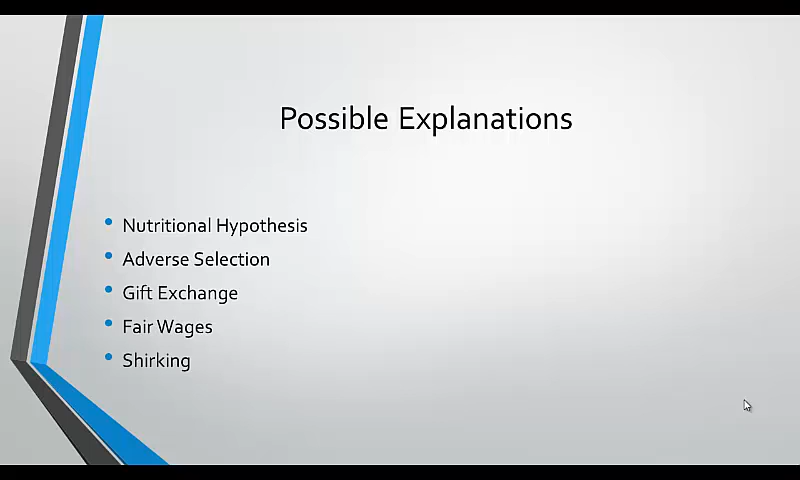 Possible Explanations
• Nutritional Hypothesis
• Adverse Selection
• Gift Exchange
• Fair Wages
• Shirking